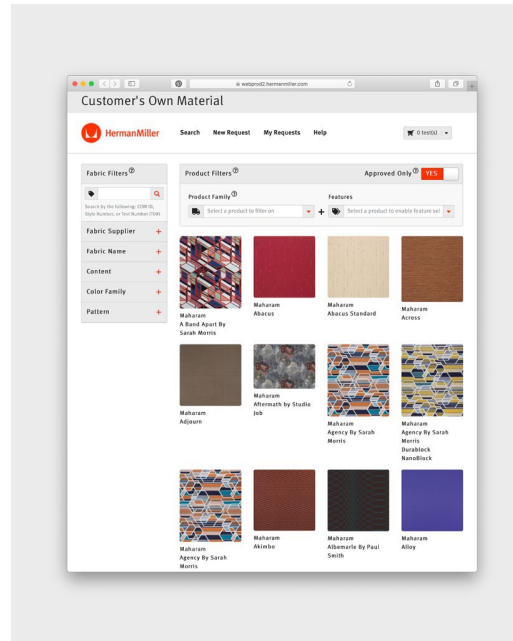 webprod2.hermanmiller.com
Customer's Own Material
HermanMiller
Search New Request My Requests Help
0 test(s)
Fabric Filters
Search by the following: COM ID,
Style Number, or Test Number (TO#)
Fabric Supplier
Fabric Name
Content
Color Family
Pattern
Product Filters
Approved Only YES
Product Family
Select a product to filter on
+
Features
Select a product to enable feature sel
Maharam
A Band Apart By
Sarah Morris
Maharam
Abacus
Maharam
Abacus Standard
Maharam
Across
Maharam
Adjourn
Maharam
Aftermath by Studio
Job
Maharam
Agency By Sarah
Morris
Maharam
Agency By Sarah
Morris
Durablock
NanoBlock
Maharam
Agency By Sarah
Morris
Maharam
Akimbo
Maharam
Albemarle By Paul
Smith
Maharam
Alloy